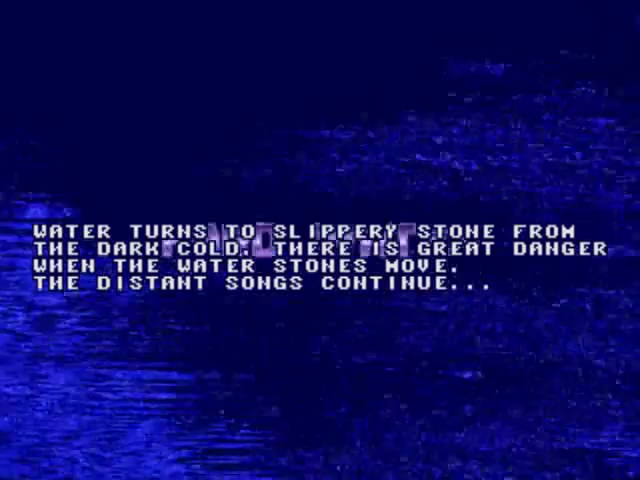 WATER TURNS TO SLIPPERY STONE FROM
THE DARK COLD. THERE IS GREAT DANGER
WHEN THE WATER STONES MOVE.
THE DISTANT SONGS CONTINUE...